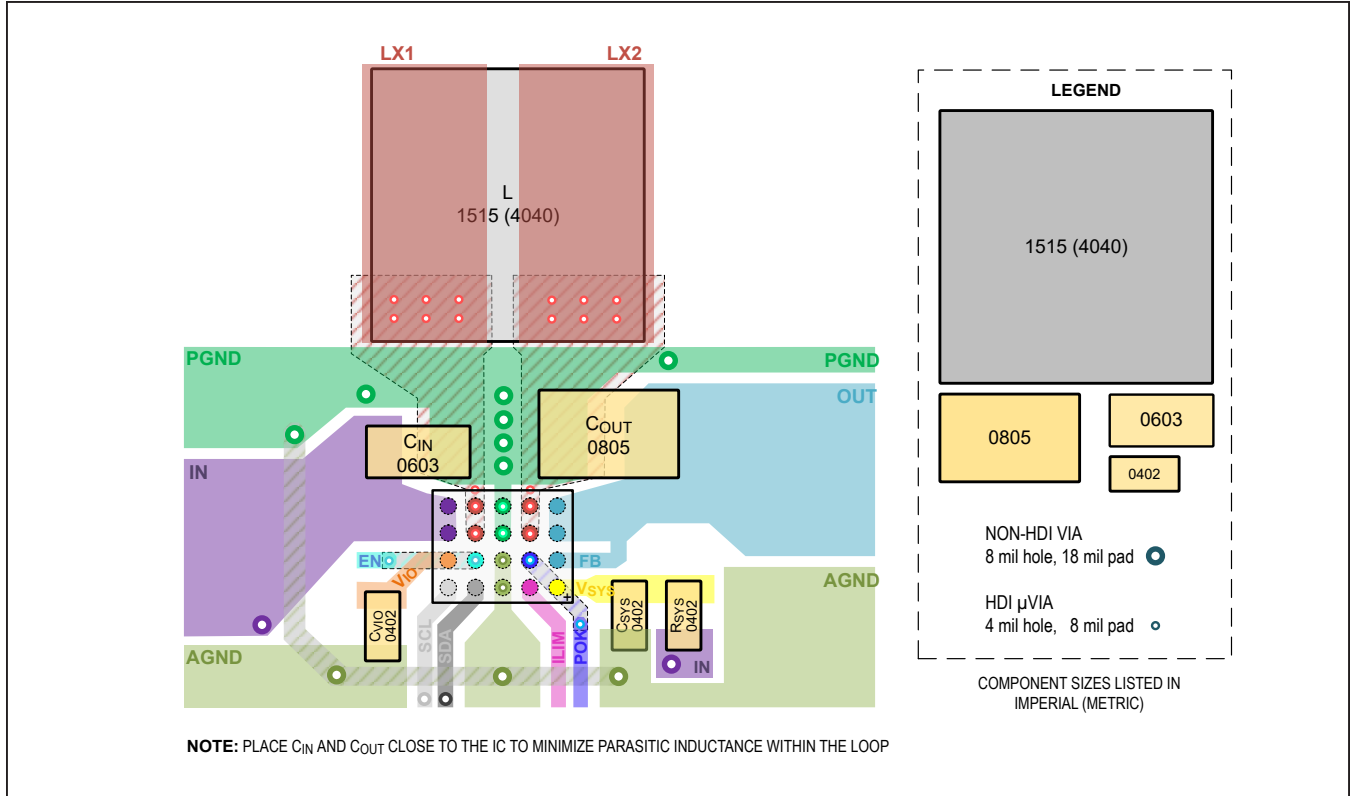 LX1
LX2
LEGEND
L
1515 (4040)
1515 (4040)
PGND
PGND
OUT
CIN
0603
COUT
0805
0805
0603
0402
IN
EN
VIO
FB
VSYS
+
AGND
AGND
CVIO
0402
SCL
SDA
ILIM
POK
CSYS
0402
RSYS
0402
IN
NON-HDI VIA
8 mil hole, 18 mil pad
HDI µVIA
4 mil hole, 8 mil pad
COMPONENT SIZES LISTED IN
IMPERIAL (METRIC)
NOTE: PLACE CIN AND COUT CLOSE TO THE IC TO MINIMIZE PARASITIC INDUCTANCE WITHIN THE LOOP